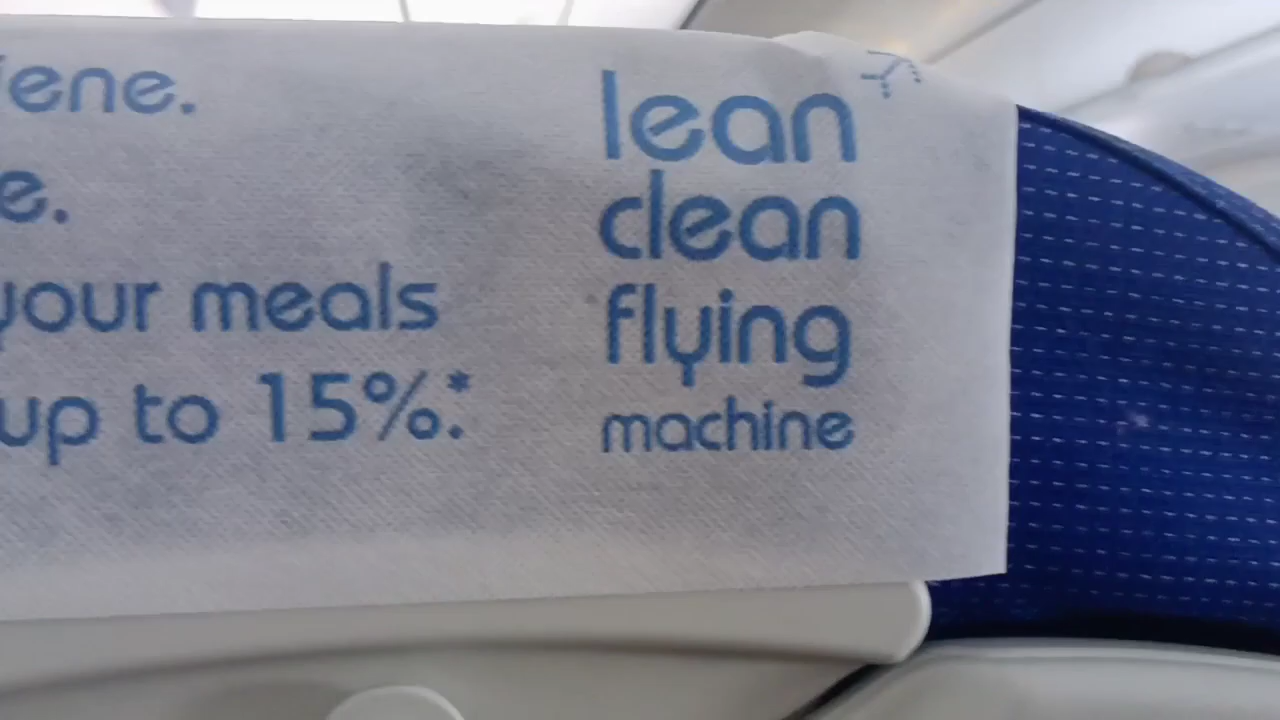 ene.
e.
your meals
up to 15%.*
lean
clean
flying
machine